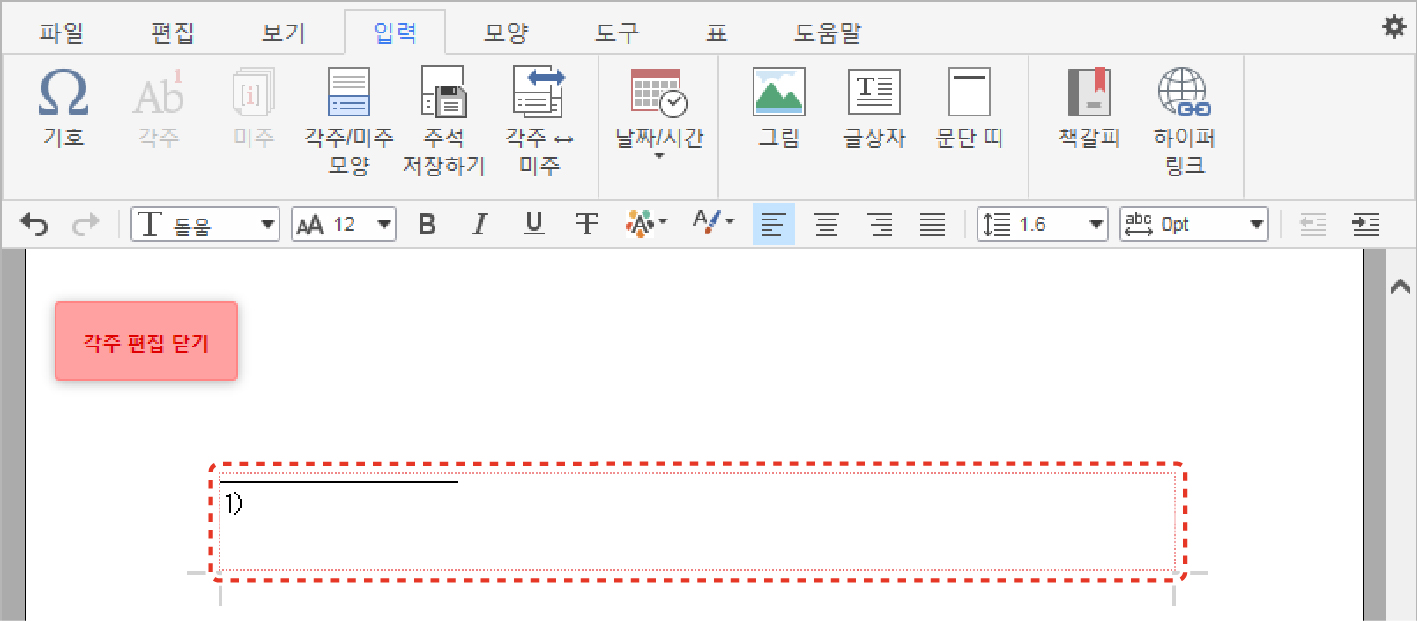 파일 편집 보기 입력 모양 도구 표 도움말
Ω Ab1 [i]
기호 각주 미주 각주/미주 모양 주석 저장하기 각주 ↔ 미주 날짜/시간 그림 글상자 문단 띠 책갈피 하이퍼 링크
T 돋움 AA 12 B I U T A A 1.6 abc 0pt
각주 편집 닫기
1)